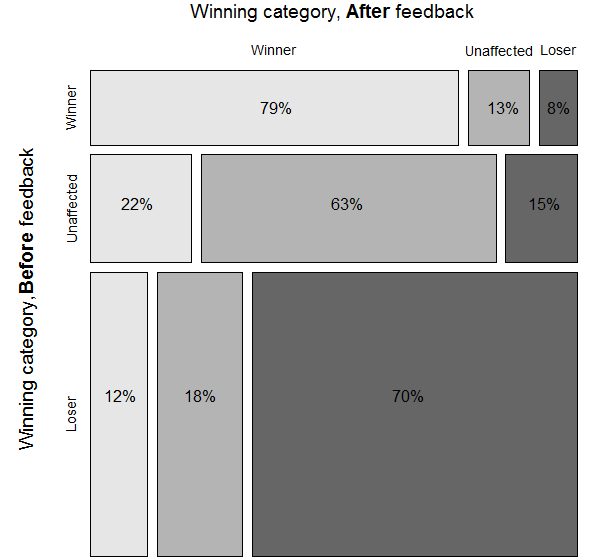 Winning category, After feedback
Winner
Unaffected
Loser
Winning category, Before feedback
Winner
79%
13%
8%
Unaffected
22%
63%
15%
Loser
12%
18%
70%